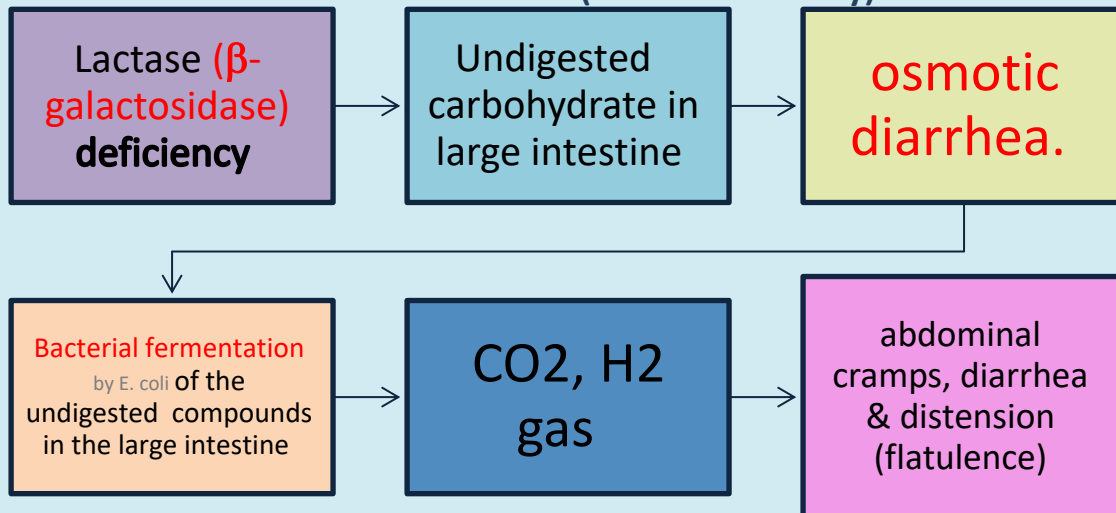 Lactase (β-
galactosidase)
deficiency
Undigested
carbohydrate in
large intestine
osmotic
diarrhea.
Bacterial fermentation
by E. coli of the
undigested compounds
in the large intestine
CO2, H2
gas
abdominal
cramps, diarrhea
& distension
(flatulence)